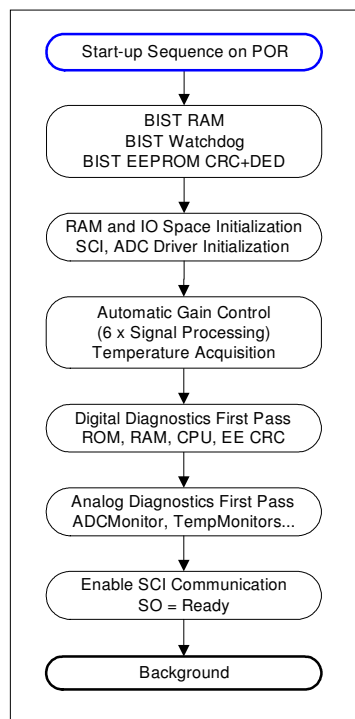 Start-up Sequence on POR
BIST RAM
BIST Watchdog
BIST EEPROM CRC+DED
RAM and IO Space Initialization
SCI, ADC Driver Initialization
Automatic Gain Control
(6 x Signal Processing)
Temperature Acquisition
Digital Diagnostics First Pass
ROM, RAM, CPU, EE CRC
Analog Diagnostics First Pass
ADCMonitor, TempMonitors...
Enable SCI Communication
SO = Ready
Background